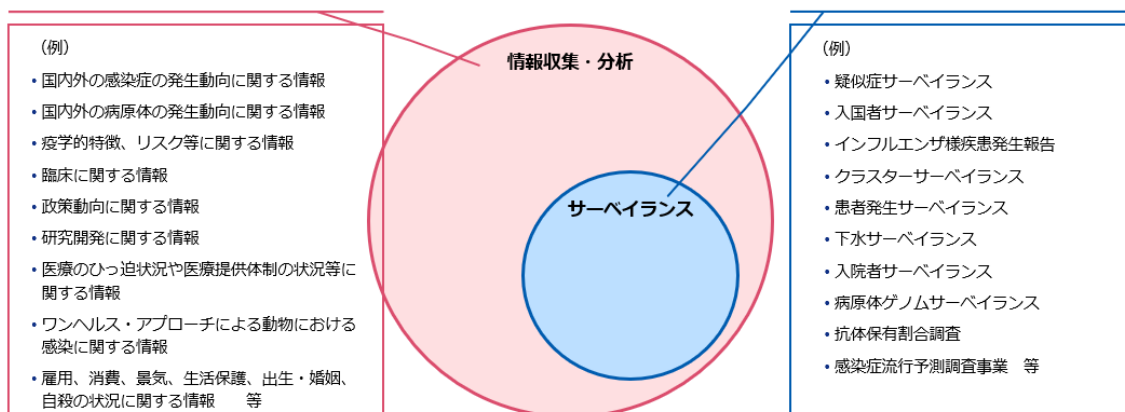 （例）
• 国内外の感染症の発生動向に関する情報
• 国内外の病原体の発生動向に関する情報
• 疫学的特徴、リスク等に関する情報
• 臨床に関する情報
• 政策動向に関する情報
• 研究開発に関する情報
• 医療のひっ迫状況や医療提供体制の状況等に
関する情報
• ワンヘルス・アプローチによる動物における
感染に関する情報
• 雇用、消費、景気、生活保護、出生・婚姻、
自殺の状況に関する情報　　等
情報収集・分析
サーベイランス
（例）
• 疑似症サーベイランス
• 入国者サーベイランス
• インフルエンザ様疾患発生報告
• クラスターサーベイランス
• 患者発生サーベイランス
• 下水サーベイランス
• 入院者サーベイランス
• 病原体ゲノムサーベイランス
• 抗体保有割合調査
• 感染症流行予測調査事業　等